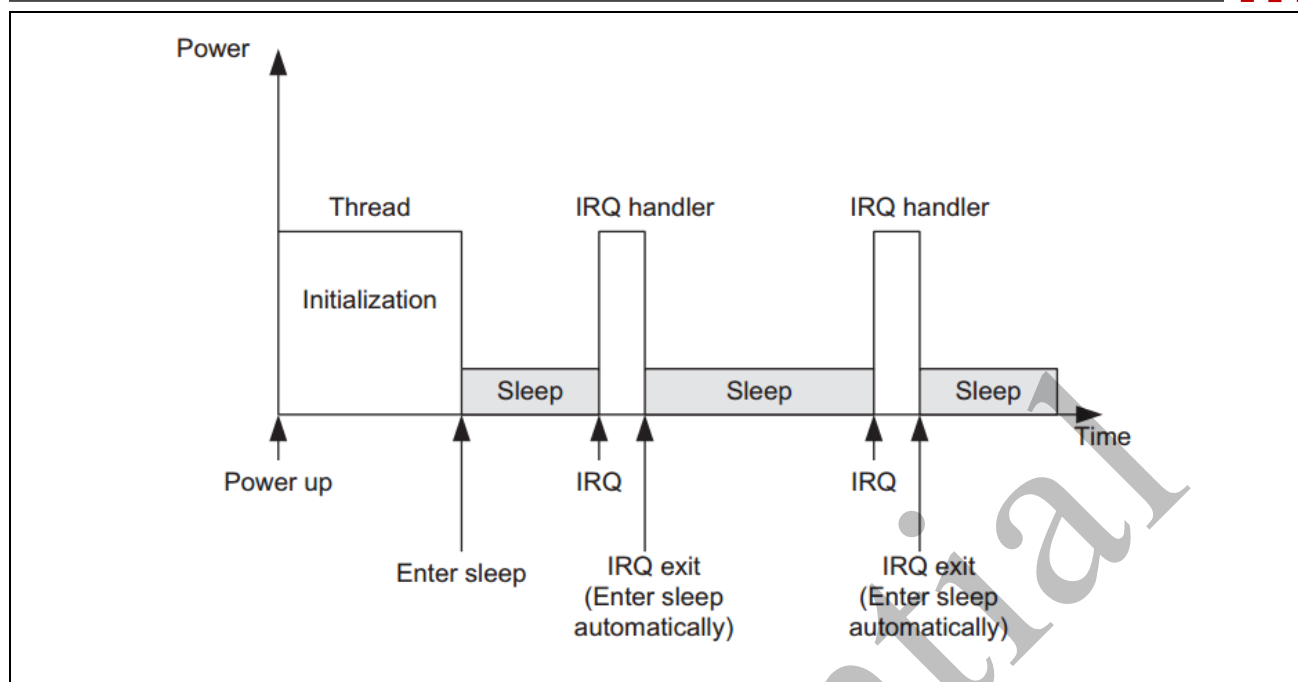 Power
Thread
IRQ handler
IRQ handler
Initialization
Sleep
Sleep
Sleep
Time
Power up
IRQ
IRQ
Enter sleep
IRQ exit
(Enter sleep
automatically)
IRQ exit
(Enter sleep
automatically)
ntial